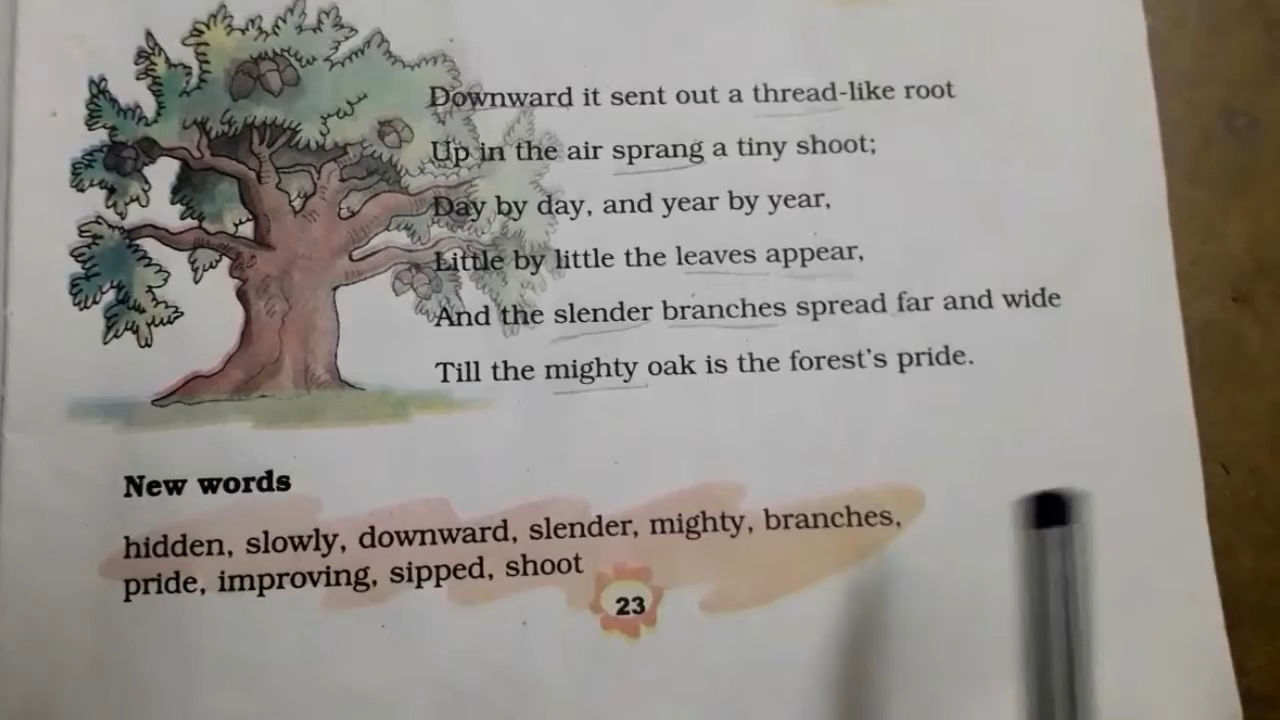 Downward it sent out a thread-like root
Up in the air sprang a tiny shoot;
Day by day, and year by year,
Little by little the leaves appear,
And the slender branches spread far and wide
Till the mighty oak is the forest's pride.
New words
hidden, slowly, downward, slender, mighty, branches,
pride, improving, sipped, shoot
23